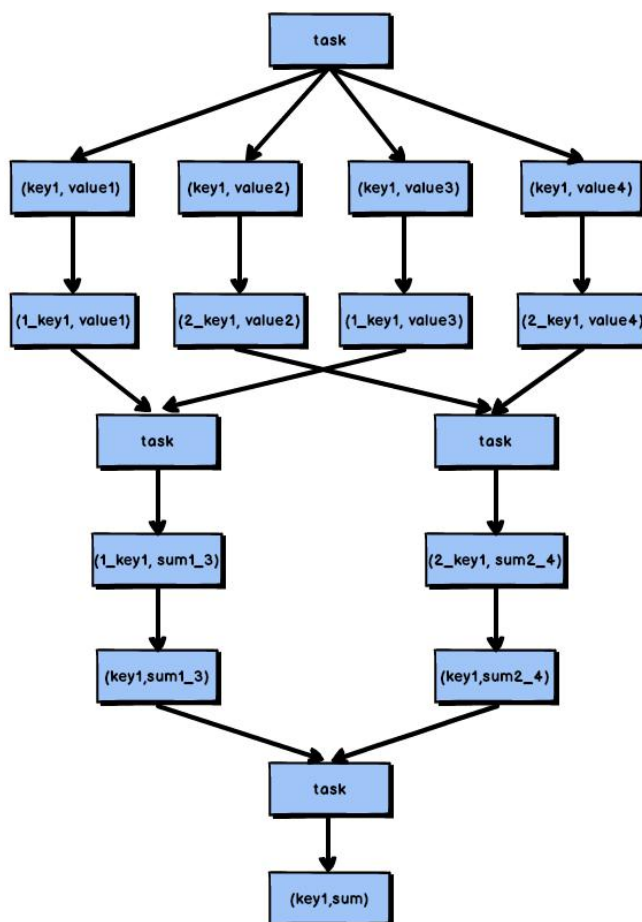 task
(key1, value1)
(key1, value2)
(key1, value3)
(key1, value4)
(1_key1, value1)
(2_key1, value2)
(1_key1, value3)
(2_key1, value4)
task
task
(1_key1, sum1_3)
(2_key1, sum2_4)
(key1,sum1_3)
(key1,sum2_4)
task
(key1,sum)